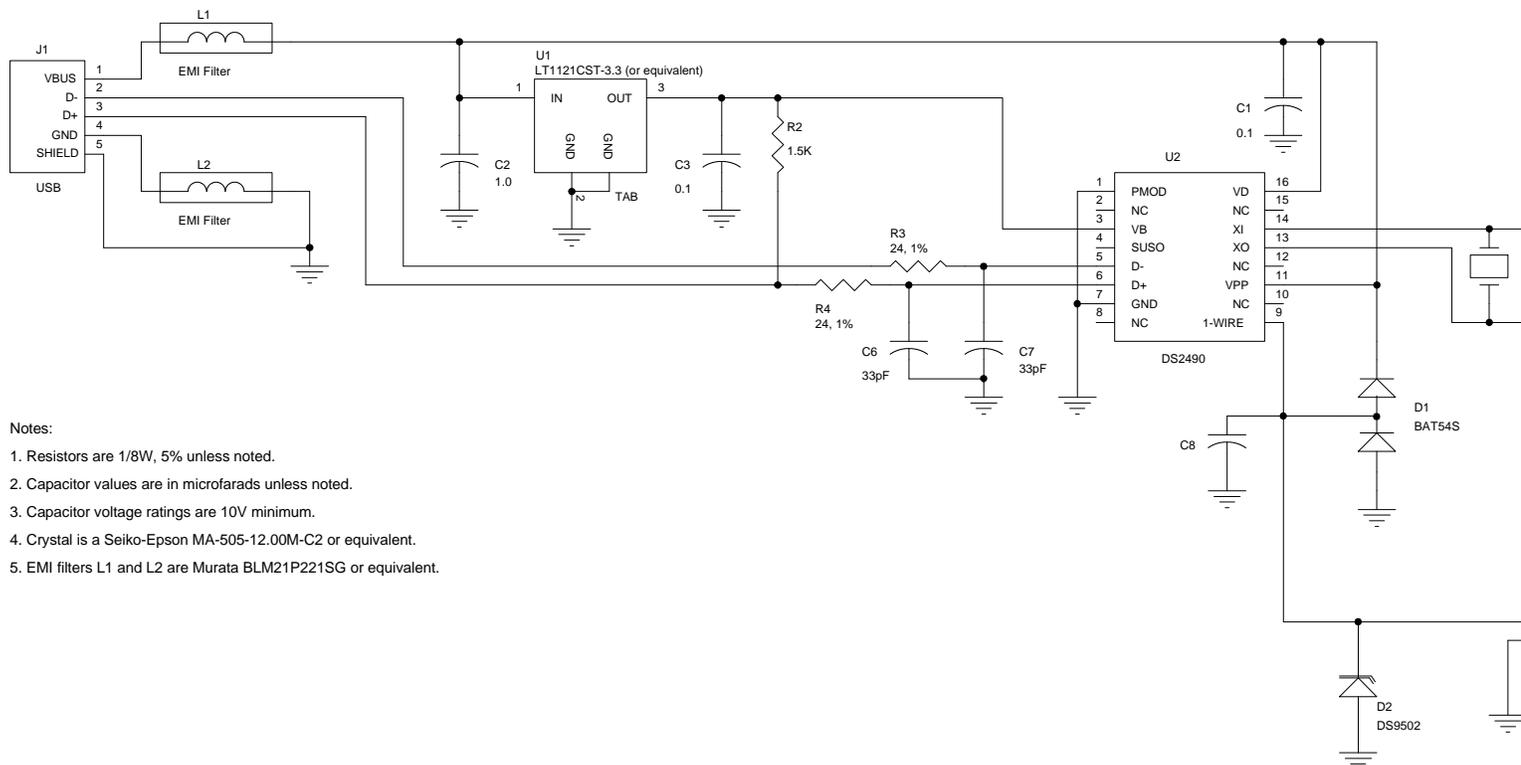 L1
EMI Filter
J1
VBUS
D-
D+
GND
SHIELD
1
2
3
4
5
USB
L2
EMI Filter
U1
LT1121CST-3.3 (or equivalent)
1
IN
OUT
3
GND
GND
2
TAB
C2
1.0
C3
0.1
R2
1.5K
C1
0.1
R3
24, 1%
R4
24, 1%
C6
33pF
C7
33pF
U2
1
PMOD
VD
16
2
NC
NC
15
3
VB
XI
14
4
SUSO
XO
13
5
D-
NC
12
6
D+
VPP
11
7
GND
NC
10
8
NC
1-WIRE
9
DS2490
D1
BAT54S
C8
D2
DS9502
Notes:
1. Resistors are 1/8W, 5% unless noted.
2. Capacitor values are in microfarads unless noted.
3. Capacitor voltage ratings are 10V minimum.
4. Crystal is a Seiko-Epson MA-505-12.00M-C2 or equivalent.
5. EMI filters L1 and L2 are Murata BLM21P221SG or equivalent.